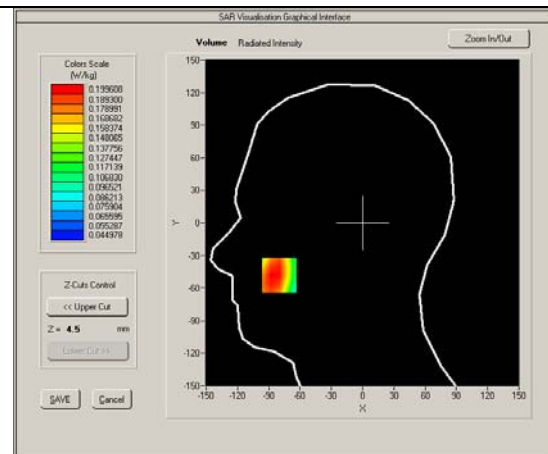 SAR Visualisation Graphical Interface
Volume Radiated Intensity
Zoom In/Out
Colors Scale
(W/kg)
0.199608
0.189300
0.178991
0.168682
0.158374
0.148065
0.137756
0.127447
0.117139
0.106830
0.096521
0.086213
0.075904
0.065595
0.055287
0.044978
Z-Cuts Control
<< Upper Cut
Z = 4.5 mm
Lower Cut >>
SAVE Cancel
150
120
90
60
30
Y 0
-30
-60
-90
-120
-150
-150 -120 -90 -60 -30 0 30 60 90 120 150
X